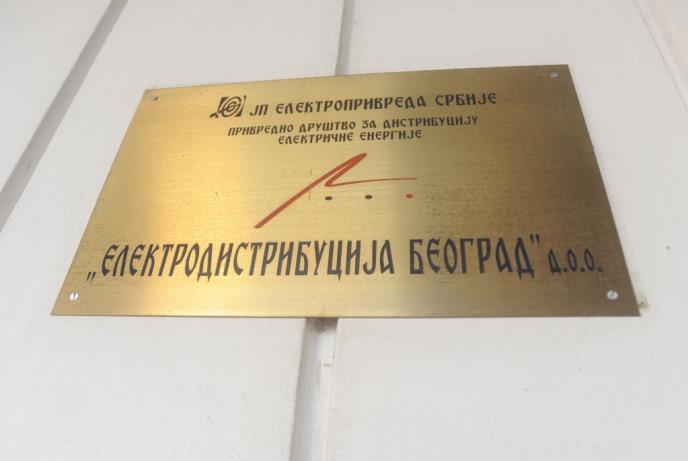 ЈП ЕЛЕКТРОПРИВРЕДА СРБИЈЕ
ПРИВРЕДНО ДРУШТВО ЗА ДИСТРИБУЦИЈУ
ЕЛЕКТРИЧНЕ ЕНЕРГИЈЕ
„ЕЛЕКТРОДИСТРИБУЦИЈА БЕОГРАД" д.о.о.